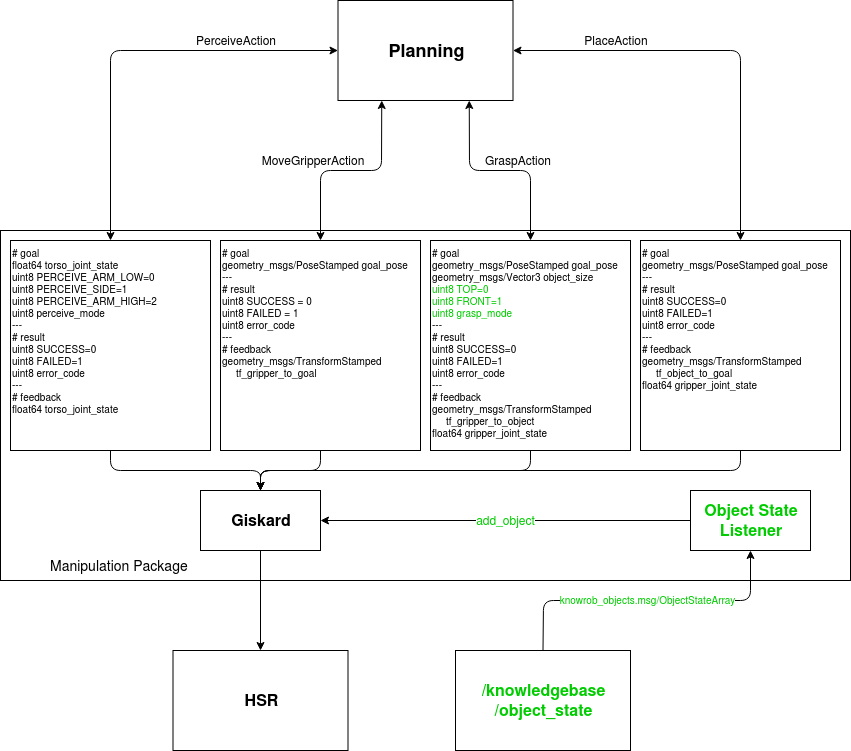 Planning
PerceiveAction
PlaceAction
MoveGripperAction
GraspAction
# goal
float64 torso_joint_state
uint8 PERCEIVE_ARM_LOW=0
uint8 PERCEIVE_SIDE=1
uint8 PERCEIVE_ARM_HIGH=2
uint8 perceive_mode
---
# result
uint8 SUCCESS=0
uint8 FAILED=1
uint8 error_code
---
# feedback
float64 torso_joint_state
# goal
geometry_msgs/PoseStamped goal_pose
---
# result
uint8 SUCCESS = 0
uint8 FAILED = 1
uint8 error_code
---
# feedback
geometry_msgs/TransformStamped
tf_gripper_to_goal
# goal
geometry_msgs/PoseStamped goal_pose
geometry_msgs/Vector3 object_size
uint8 TOP=0
uint8 FRONT=1
uint8 grasp_mode
---
# result
uint8 SUCCESS=0
uint8 FAILED=1
uint8 error_code
---
# feedback
geometry_msgs/TransformStamped
tf_gripper_to_object
float64 gripper_joint_state
# goal
geometry_msgs/PoseStamped goal_pose
---
# result
uint8 SUCCESS=0
uint8 FAILED=1
uint8 error_code
---
# feedback
geometry_msgs/TransformStamped
tf_object_to_goal
float64 gripper_joint_state
Giskard
add_object
Object State
Listener
Manipulation Package
knowrob_objects.msg/ObjectStateArray
HSR
/knowledgebase
/object_state